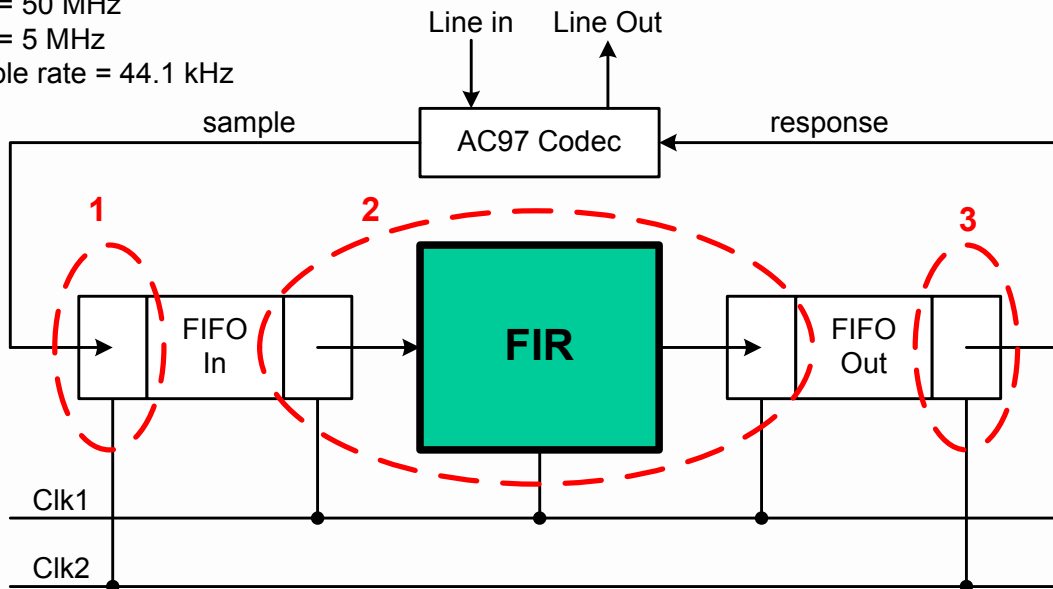 = 50 MHz
= 5 MHz
ple rate = 44.1 kHz
Line in Line Out
sample
AC97 Codec
response
1
2
3
FIFO
In
FIR
FIFO
Out
Clk1
Clk2